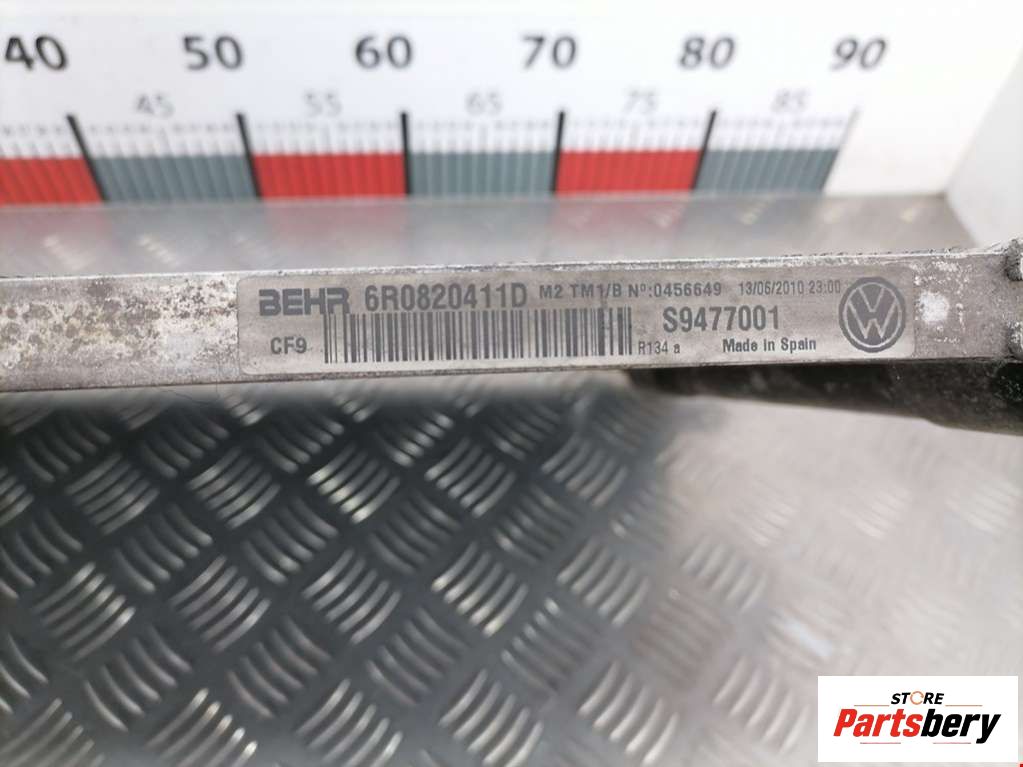 40 50 60 70 80 90
45 55 65 75 85
BEHR 6R0820411D M2 TM1/B Nº:0456649 13/06/2010 23:00
CF9 S9477001
R134 a Made in Spain
VW
STORE
Partsbery